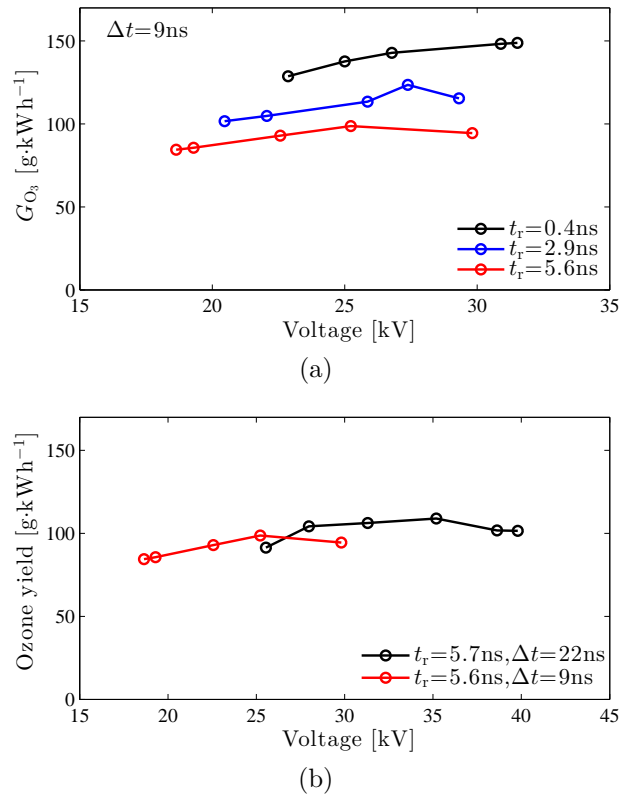 Δt=9ns
G_O₃ [g·kWh⁻¹]
150
100
50
0
15 20 25 30 35
Voltage [kV]
t_r=0.4ns
t_r=2.9ns
t_r=5.6ns
(a)
Ozone yield [g·kWh⁻¹]
150
100
50
0
15 20 25 30 35 40 45
Voltage [kV]
t_r=5.7ns,Δt=22ns
t_r=5.6ns,Δt=9ns
(b)